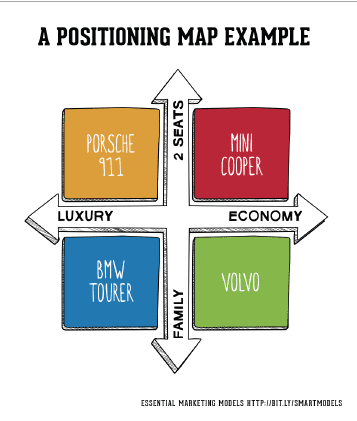 A POSITIONING MAP EXAMPLE
2 SEATS
PORSCHE
911
MINI
COOPER
LUXURY
ECONOMY
BMW
TOURER
VOLVO
FAMILY
ESSENTIAL MARKETING MODELS HTTP://BIT.LY/SMARTMODELS